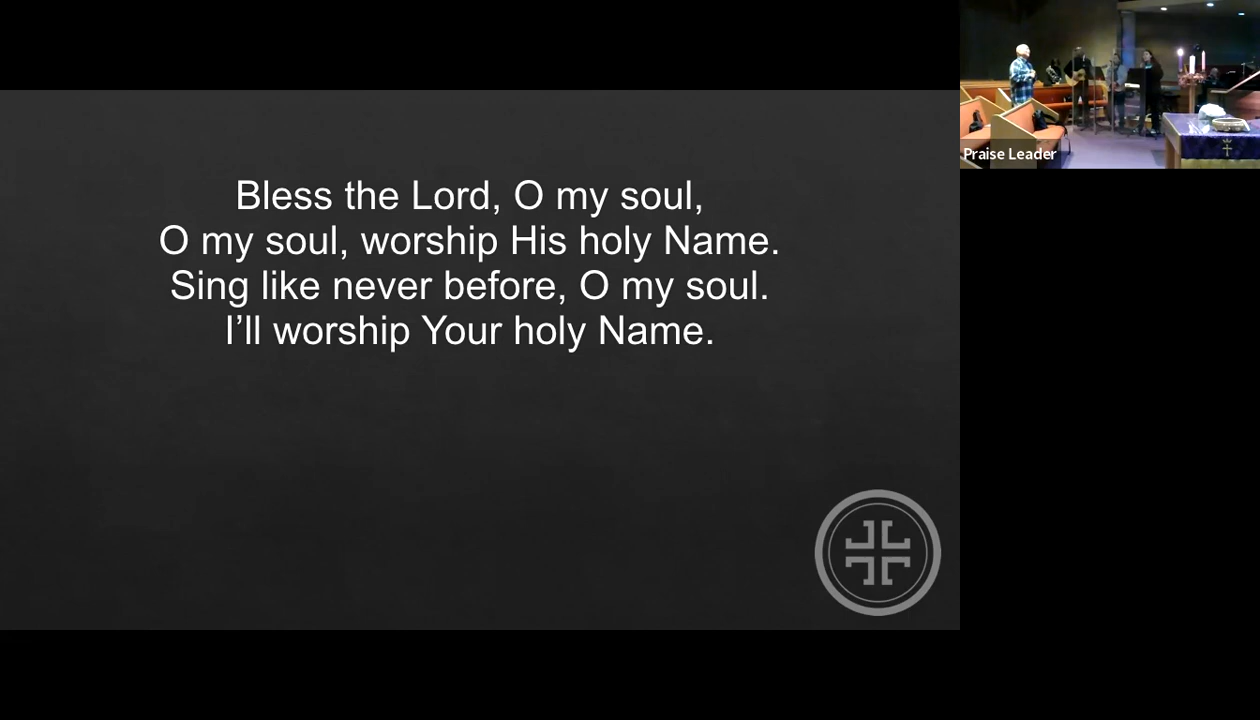 Bless the Lord, O my soul,
O my soul, worship His holy Name.
Sing like never before, O my soul.
I’ll worship Your holy Name.
Praise Leader